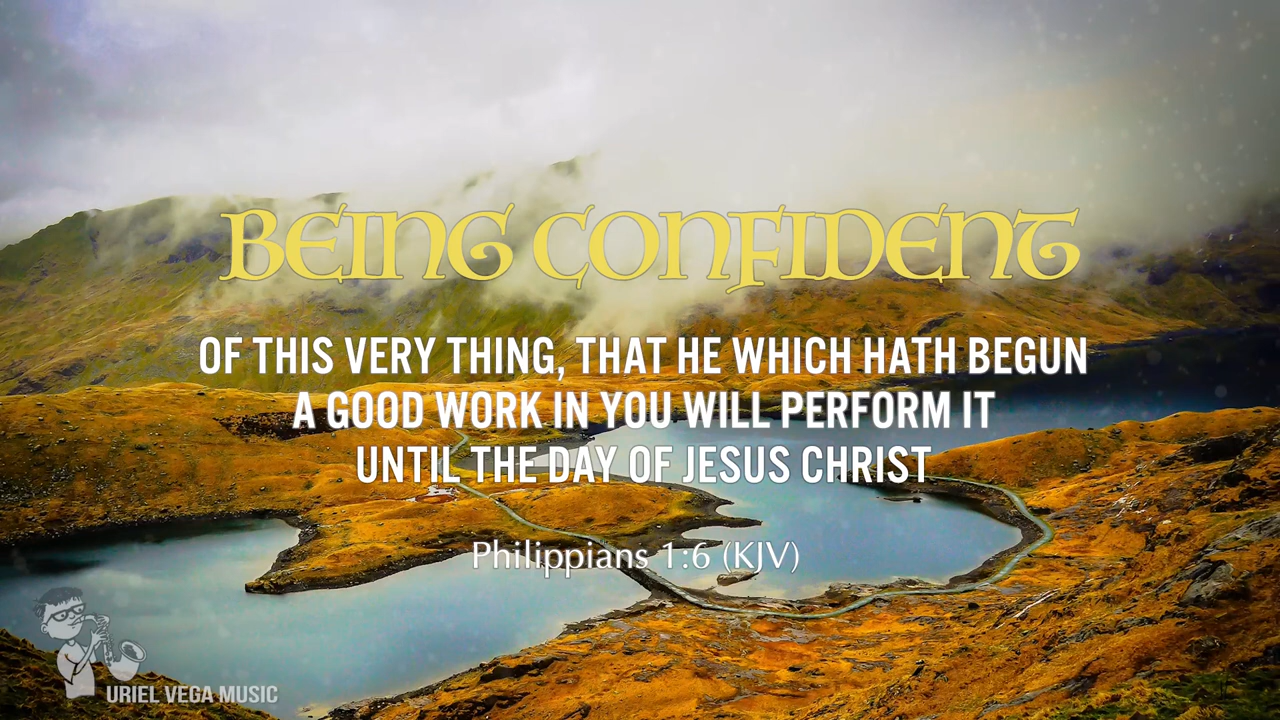 BEING CONFIDENT
OF THIS VERY THING, THAT HE WHICH HATH BEGUN
A GOOD WORK IN YOU WILL PERFORM IT
UNTIL THE DAY OF JESUS CHRIST
Philippians 1:6 (KJV)
URIEL VEGA MUSIC